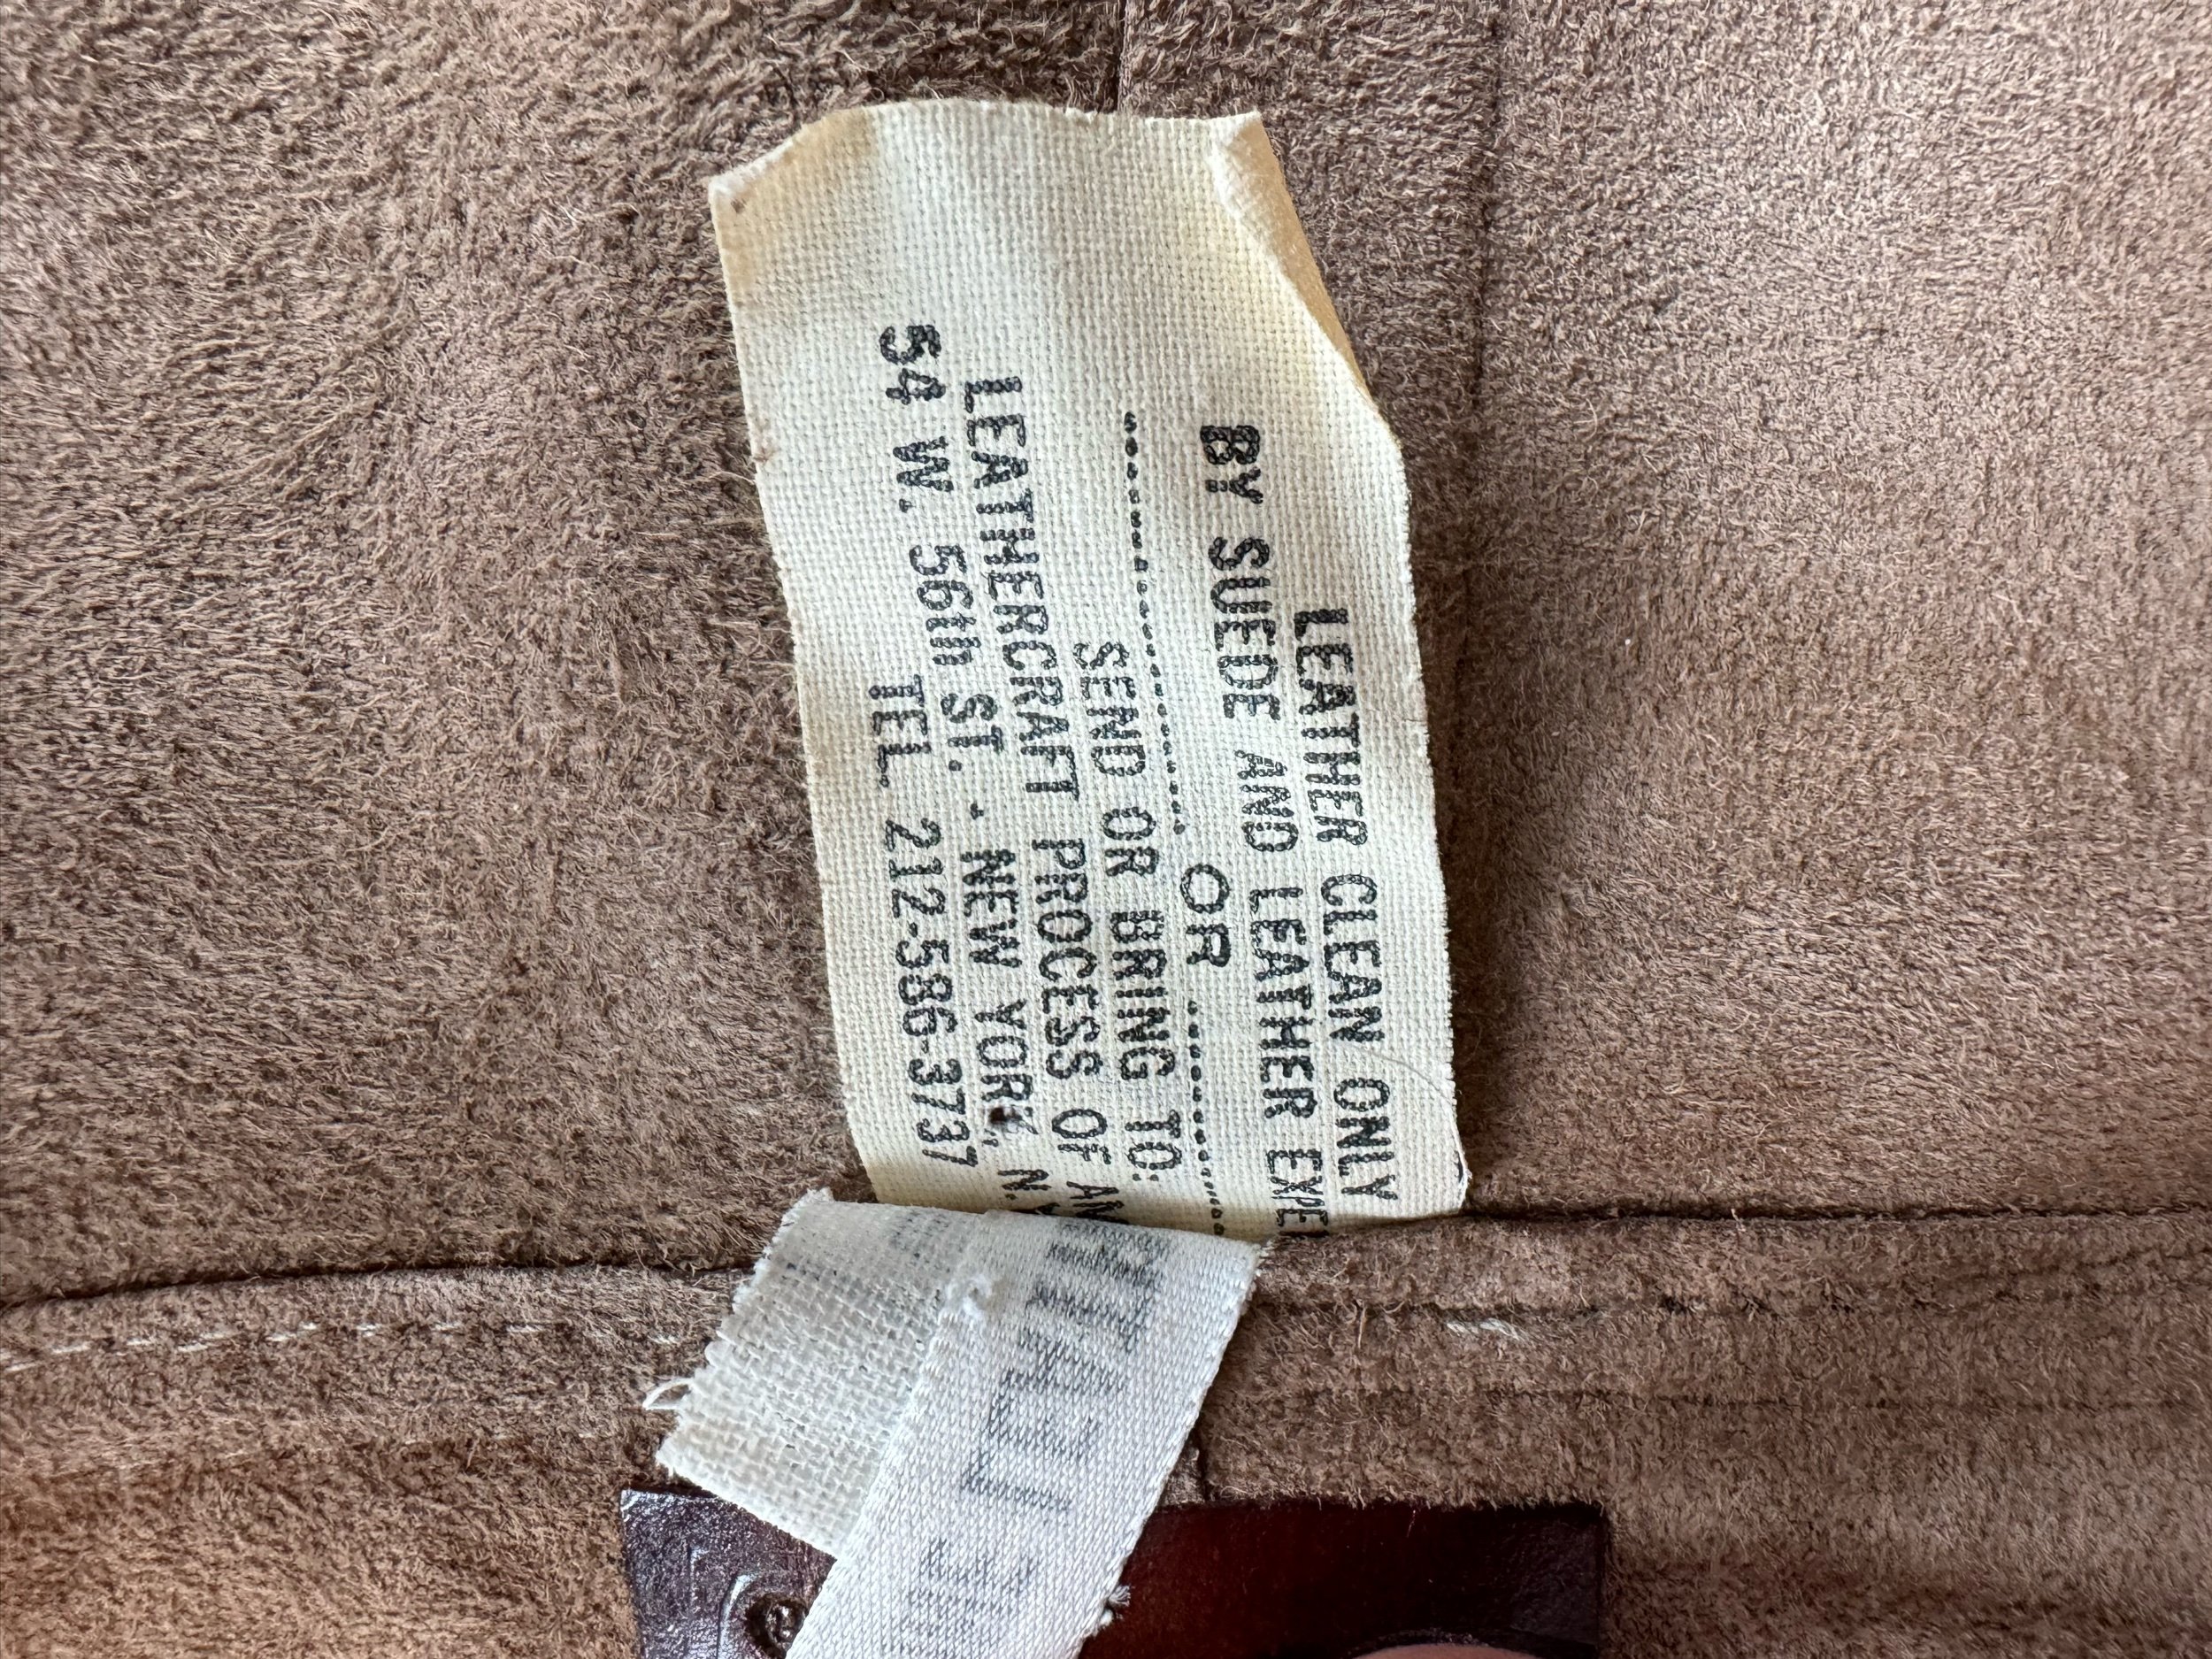 LEATHER CLEAN ONLY
BY SUEDE AND LEATHER EXPE
........................ OR ........................
SEND OR BRING TO:
LEATHERCRAFT PROCESS OF
54 W. 56th ST. - NEW YORK, N.
TEL. 212-586-3737